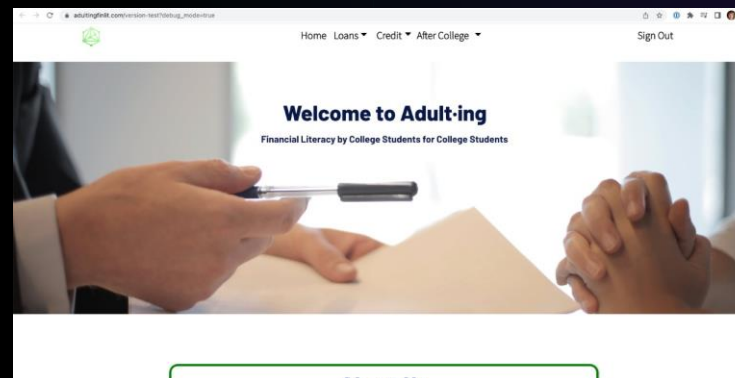 adultingfinlit.com/version-test?debug_mode=true
Home Loans Credit After College Sign Out
Welcome to Adult·ing
Financial Literacy by College Students for College Students